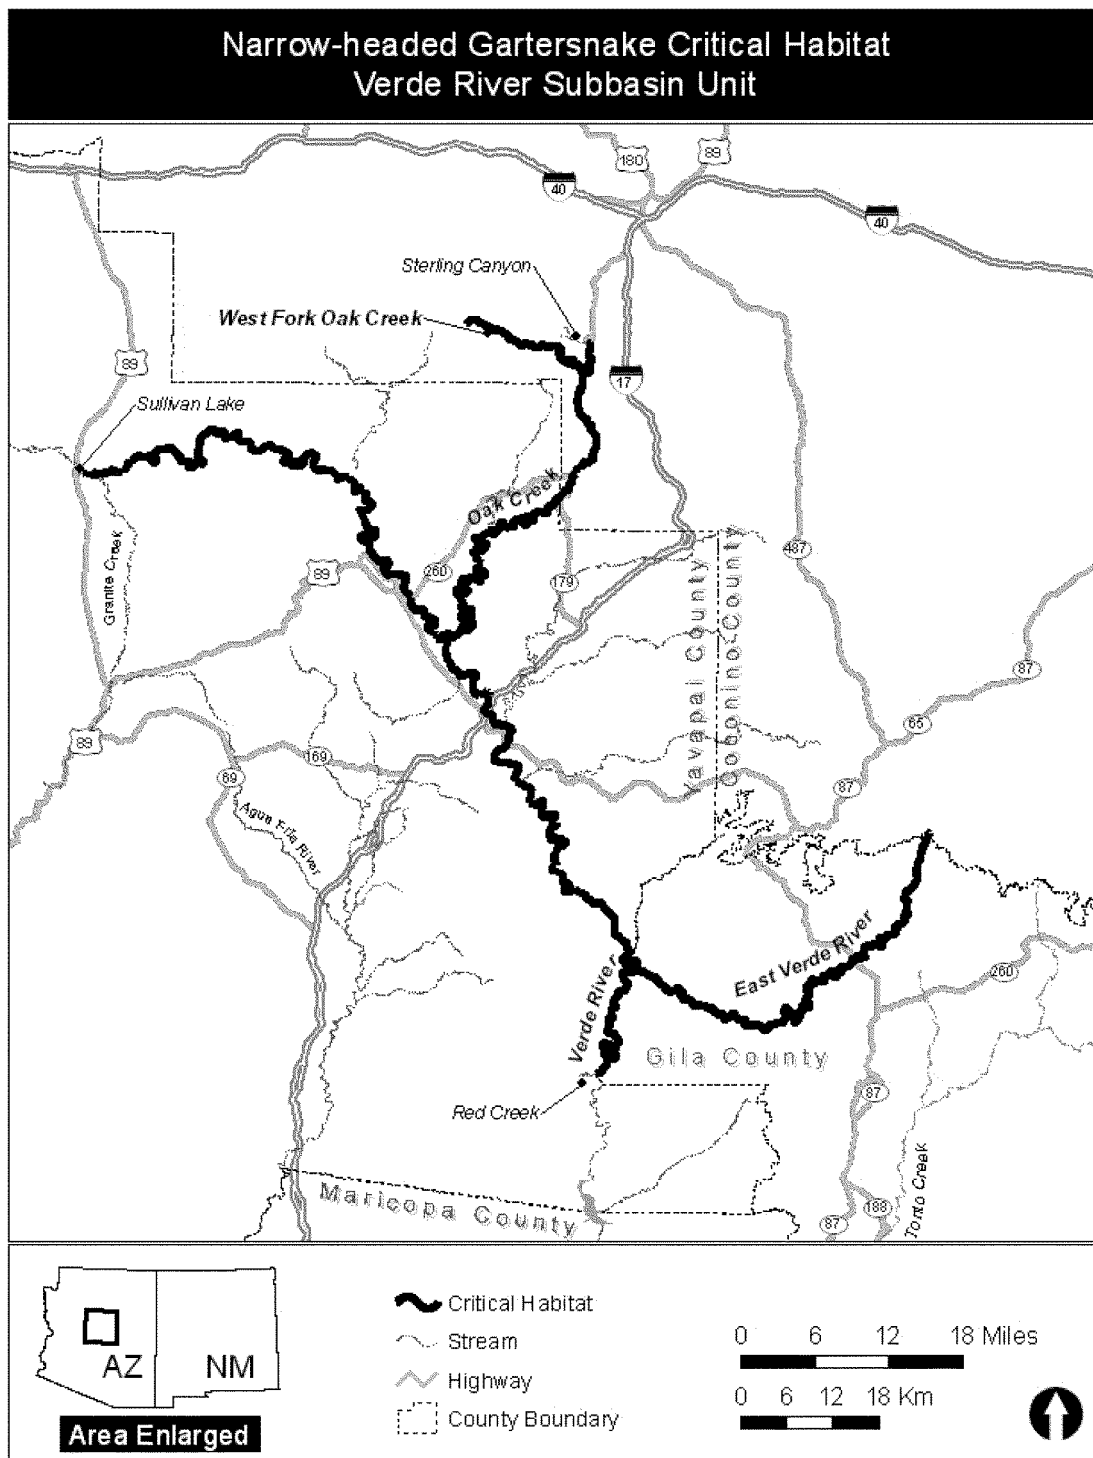 Narrow-headed Gartersnake Critical Habitat
Verde River Subbasin Unit
180
89
40
40
Sterling Canyon
West Fork Oak Creek
89
17
Sullivan Lake
Oak Creek
Granite Creek
89
260
179
487
Yavapai County
Coconino County
87
89
169
69
65
87
Agua Fria River
East Verde River
260
Verde River
Gila County
87
Red Creek
Tonto Creek
Maricopa County
188
87
AZ
NM
Area Enlarged
Critical Habitat
Stream
Highway
County Boundary
0 6 12 18 Miles
0 6 12 18 Km